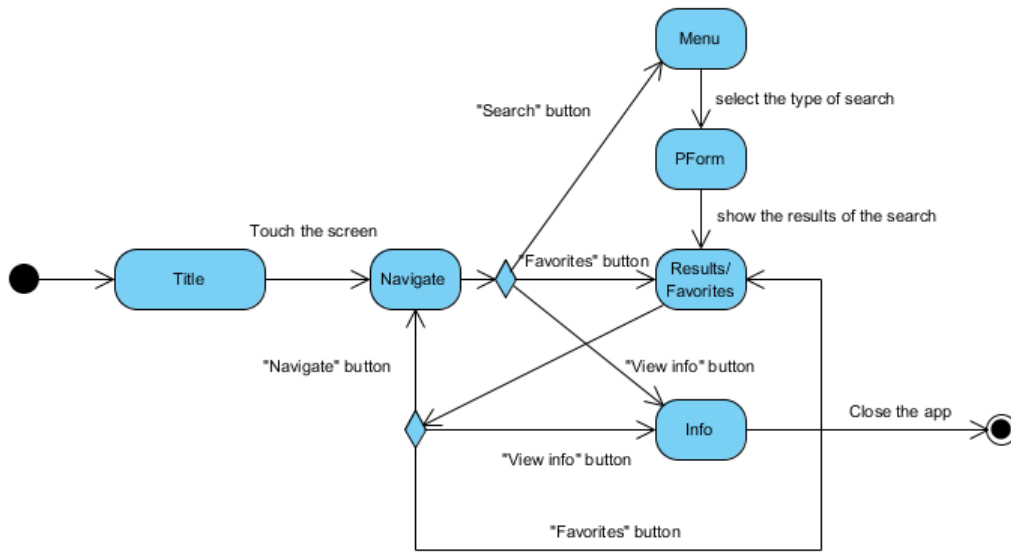 Menu
"Search" button
select the type of search
PForm
show the results of the search
Touch the screen
"Favorites" button
Title
Navigate
Results/
Favorites
"Navigate" button
"View info" button
Info
Close the app
"View info" button
"Favorites" button